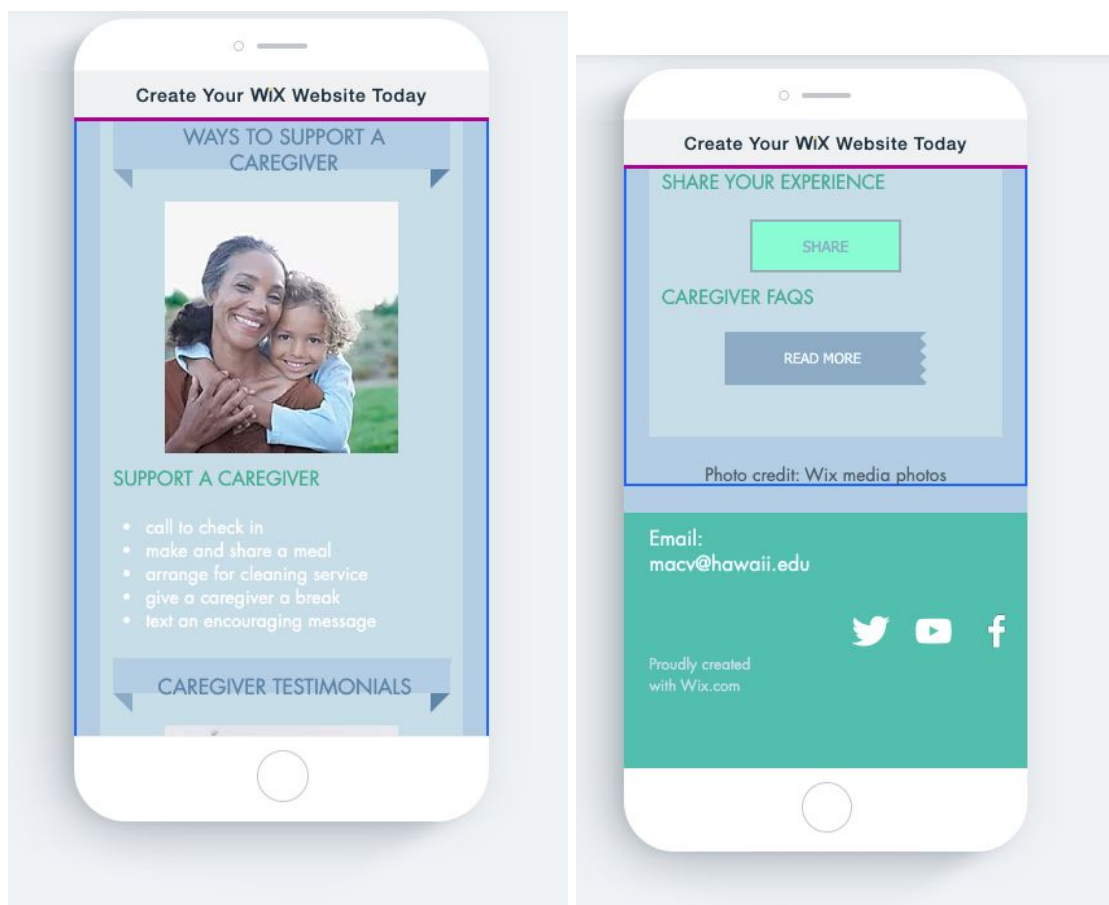 Create Your WiX Website Today
WAYS TO SUPPORT A
CAREGIVER
SUPPORT A CAREGIVER
• call to check in
• make and share a meal
• arrange for cleaning service
• give a caregiver a break
• text an encouraging message
CAREGIVER TESTIMONIALS
Create Your WiX Website Today
SHARE YOUR EXPERIENCE
SHARE
CAREGIVER FAQS
READ MORE
Photo credit: Wix media photos
Email:
macv@hawaii.edu
Proudly created
with Wix.com